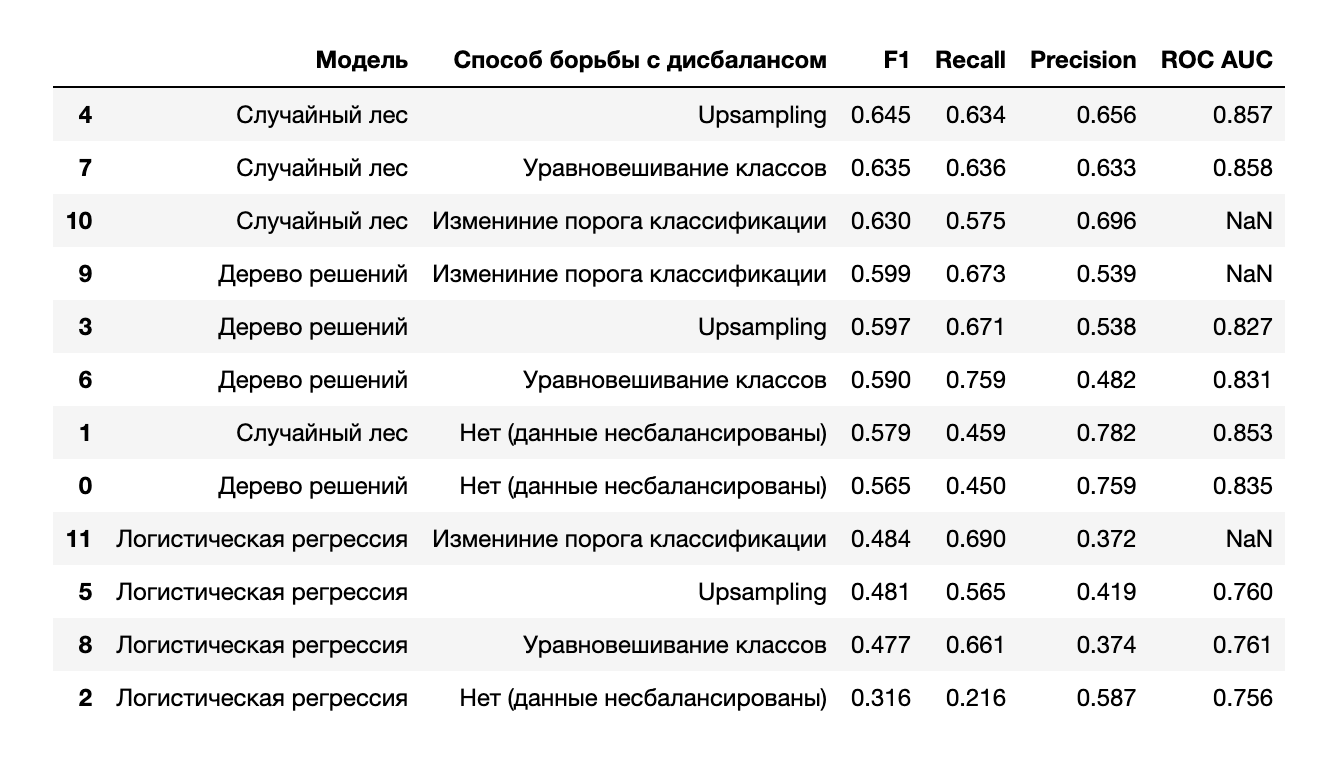 Модель Способ борьбы с дисбалансом F1 Recall Precision ROC AUC
4 Случайный лес Upsampling 0.645 0.634 0.656 0.857
7 Случайный лес Уравновешивание классов 0.635 0.636 0.633 0.858
10 Случайный лес Измениние порога классификации 0.630 0.575 0.696 NaN
9 Дерево решений Измениние порога классификации 0.599 0.673 0.539 NaN
3 Дерево решений Upsampling 0.597 0.671 0.538 0.827
6 Дерево решений Уравновешивание классов 0.590 0.759 0.482 0.831
1 Случайный лес Нет (данные несбалансированы) 0.579 0.459 0.782 0.853
0 Дерево решений Нет (данные несбалансированы) 0.565 0.450 0.759 0.835
11 Логистическая регрессия Измениние порога классификации 0.484 0.690 0.372 NaN
5 Логистическая регрессия Upsampling 0.481 0.565 0.419 0.760
8 Логистическая регрессия Уравновешивание классов 0.477 0.661 0.374 0.761
2 Логистическая регрессия Нет (данные несбалансированы) 0.316 0.216 0.587 0.756